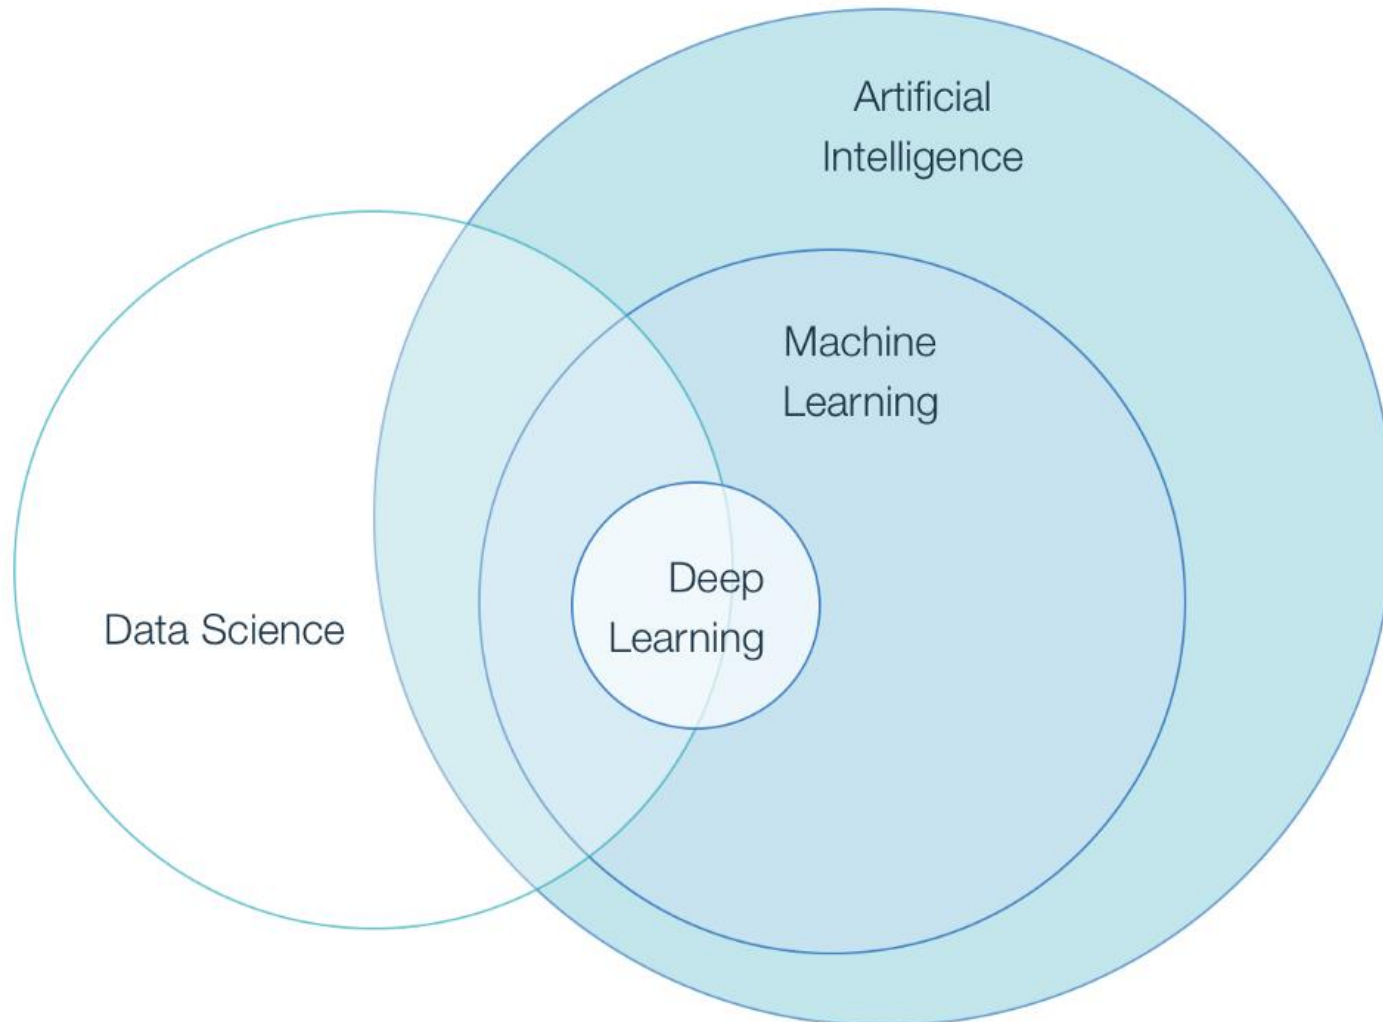 Artificial
Intelligence
Machine
Learning
Deep
Learning
Data Science